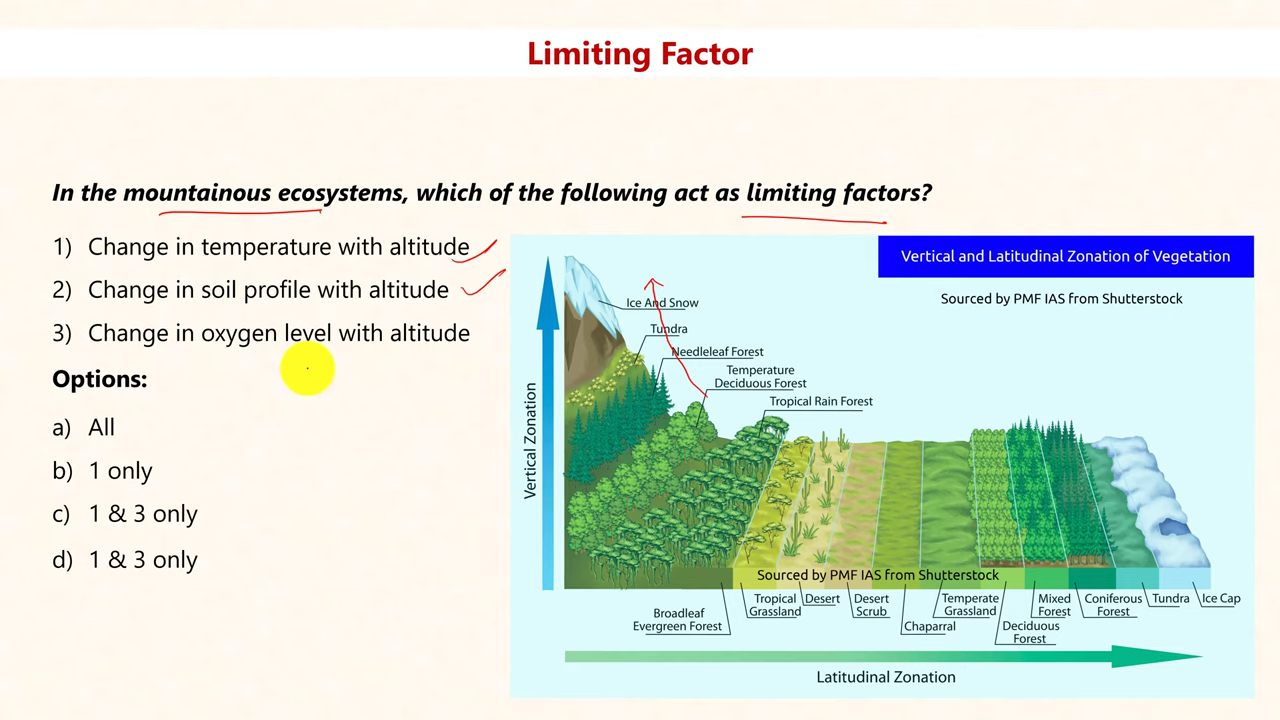 Limiting Factor
In the mountainous ecosystems, which of the following act as limiting factors?
1) Change in temperature with altitude
2) Change in soil profile with altitude
3) Change in oxygen level with altitude
Options:
a) All
b) 1 only
c) 1 & 3 only
d) 1 & 3 only
Vertical and Latitudinal Zonation of Vegetation
Sourced by PMF IAS from Shutterstock
Vertical Zonation
Ice And Snow
Tundra
Needleleaf Forest
Temperature
Deciduous Forest
Tropical Rain Forest
Sourced by PMF IAS from Shutterstock
Broadleaf
Evergreen Forest
Tropical
Grassland
Desert
Desert
Scrub
Chaparral
Temperate
Grassland
Deciduous
Forest
Mixed
Forest
Coniferous
Forest
Tundra
Ice Cap
Latitudinal Zonation